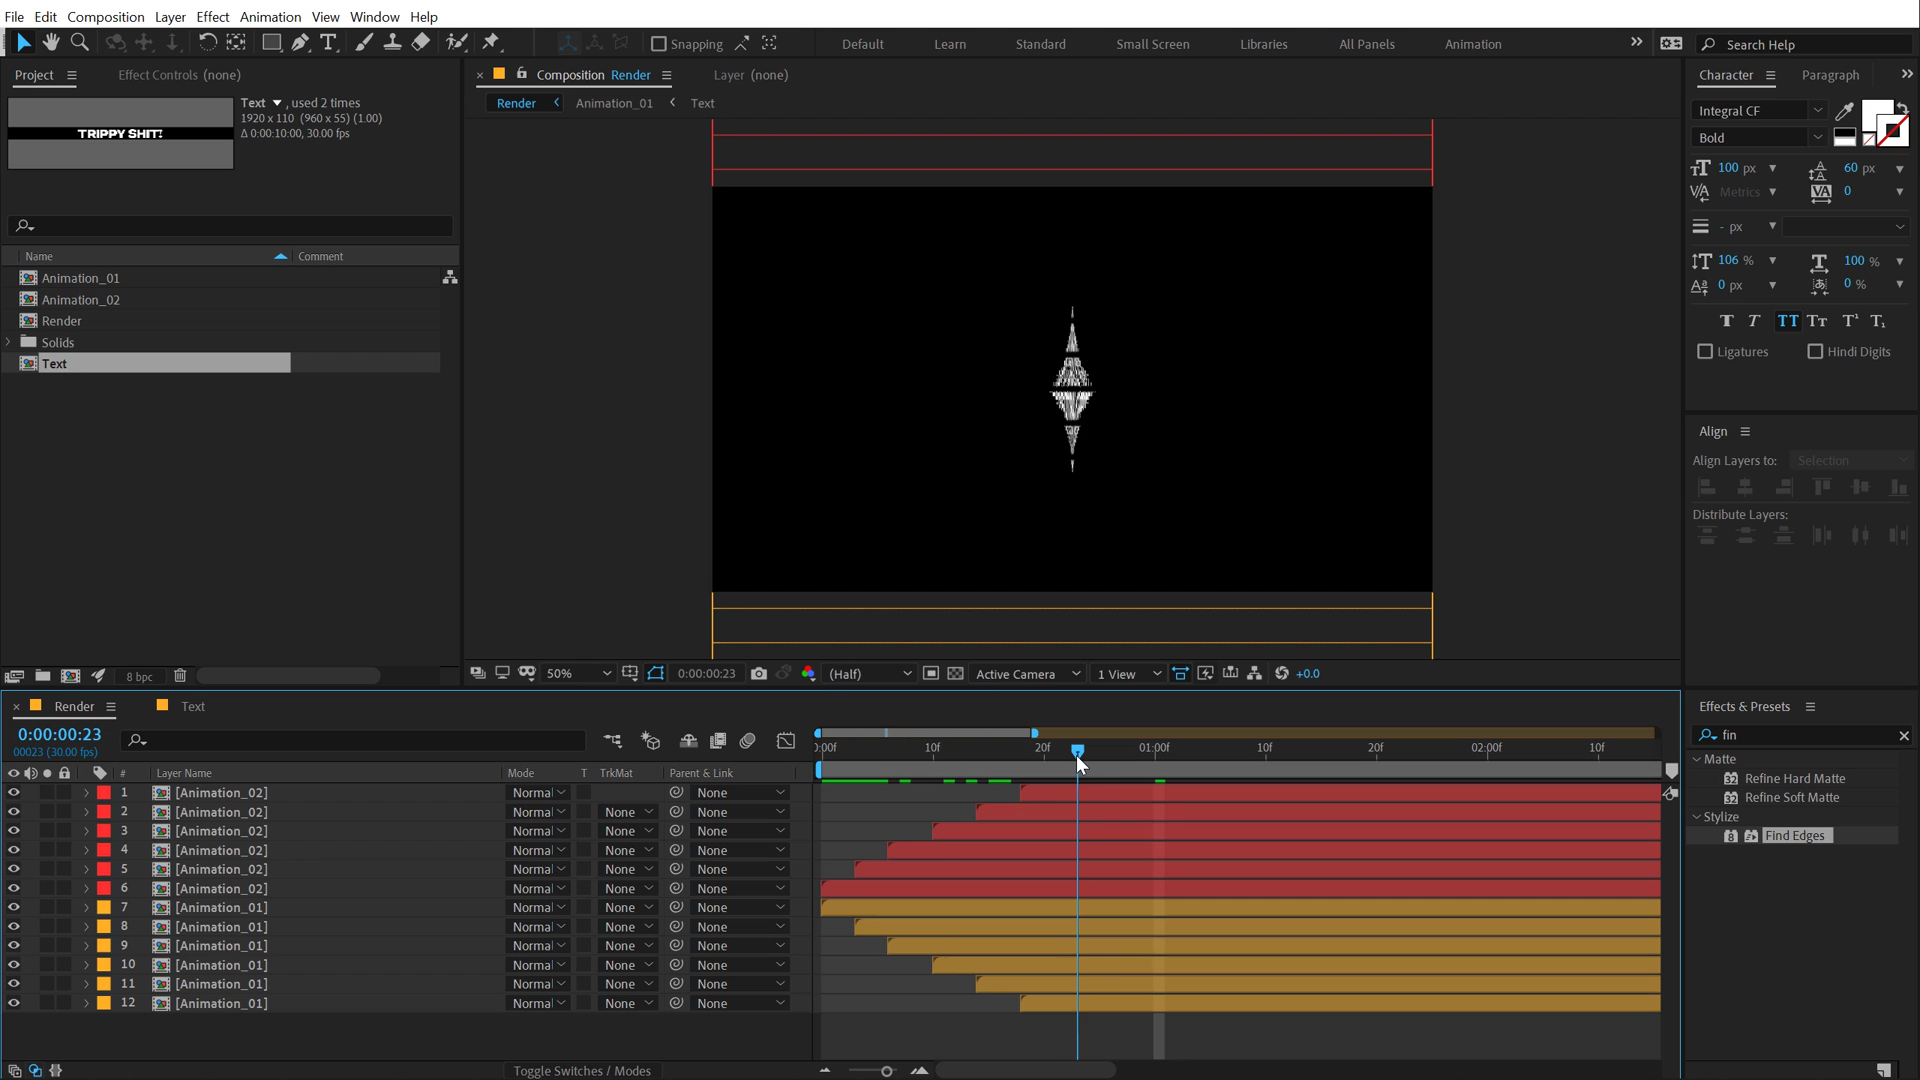 File Edit Composition Layer Effect Animation View Window Help
Snapping Default Learn Standard Small Screen Libraries All Panels Animation Search Help
Project Effect Controls (none)
TRIPPY SHIT!
Text , used 2 times
1920 x 110 (960 x 55) (1.00)
Δ 0:00:10:00, 30.00 fps
Name Comment
Animation_01
Animation_02
Render
Solids
Text
8 bpc
Composition Render Layer (none)
Render Animation_01 Text
50% 0:00:00:23 (Half) Active Camera 1 View +0.0
Character Paragraph
Integral CF
Bold
100 px 60 px
Metrics 0
- px
106 % 100 %
0 px 0 %
Ligatures Hindi Digits
Align
Align Layers to: Selection
Distribute Layers:
Render Text
0:00:00:23
00023 (30.00 fps)
# Layer Name Mode T TrkMat Parent & Link
:00f 10f 20f 01:00f 10f 20f 02:00f 10f
1 [Animation_02] Normal None
2 [Animation_02] Normal None None
3 [Animation_02] Normal None None
4 [Animation_02] Normal None None
5 [Animation_02] Normal None None
6 [Animation_02] Normal None None
7 [Animation_01] Normal None None
8 [Animation_01] Normal None None
9 [Animation_01] Normal None None
10 [Animation_01] Normal None None
11 [Animation_01] Normal None None
12 [Animation_01] Normal None None
Toggle Switches / Modes
Effects & Presets
fin
Matte
Refine Hard Matte
Refine Soft Matte
Stylize
Find Edges